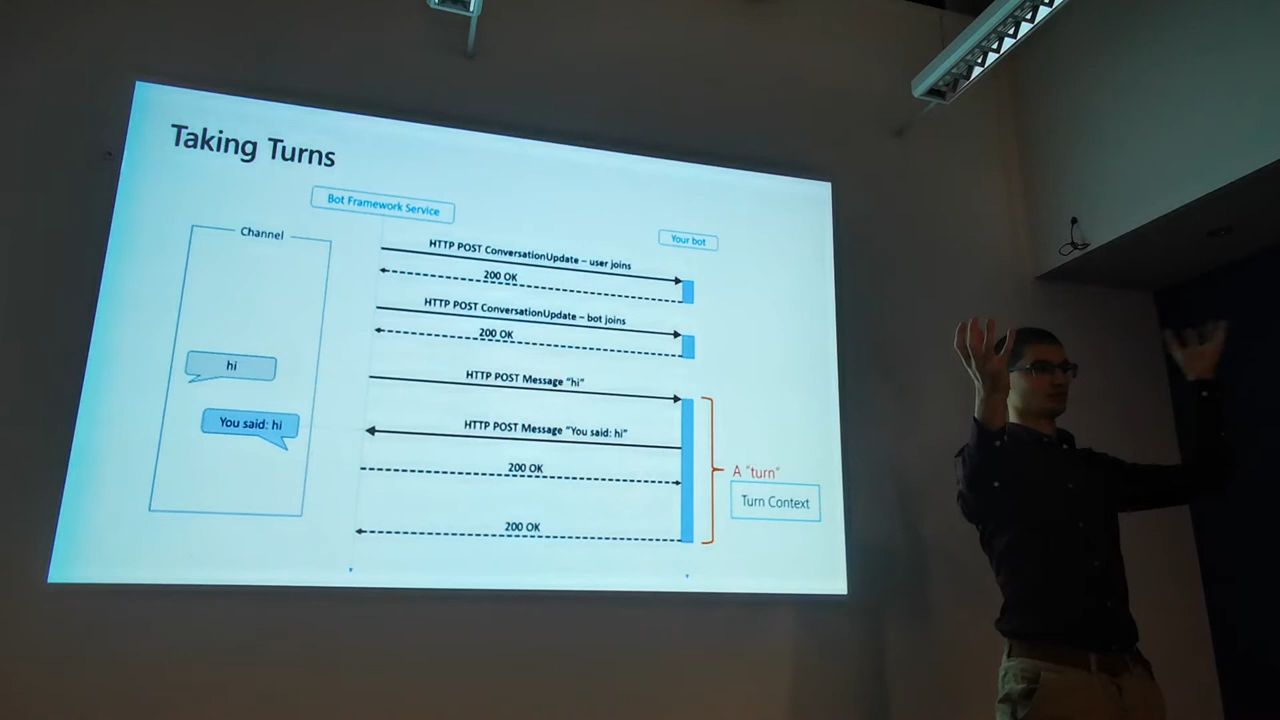 Taking Turns
Bot Framework Service
Channel
Your bot
HTTP POST ConversationUpdate – user joins
200 OK
HTTP POST ConversationUpdate – bot joins
200 OK
hi
HTTP POST Message “hi”
You said: hi
HTTP POST Message “You said: hi”
200 OK
A “turn”
Turn Context
200 OK